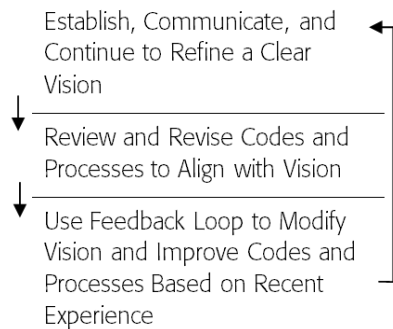 Establish, Communicate, and
Continue to Refine a Clear
Vision
Review and Revise Codes and
Processes to Align with Vision
Use Feedback Loop to Modify
Vision and Improve Codes and
Processes Based on Recent
Experience